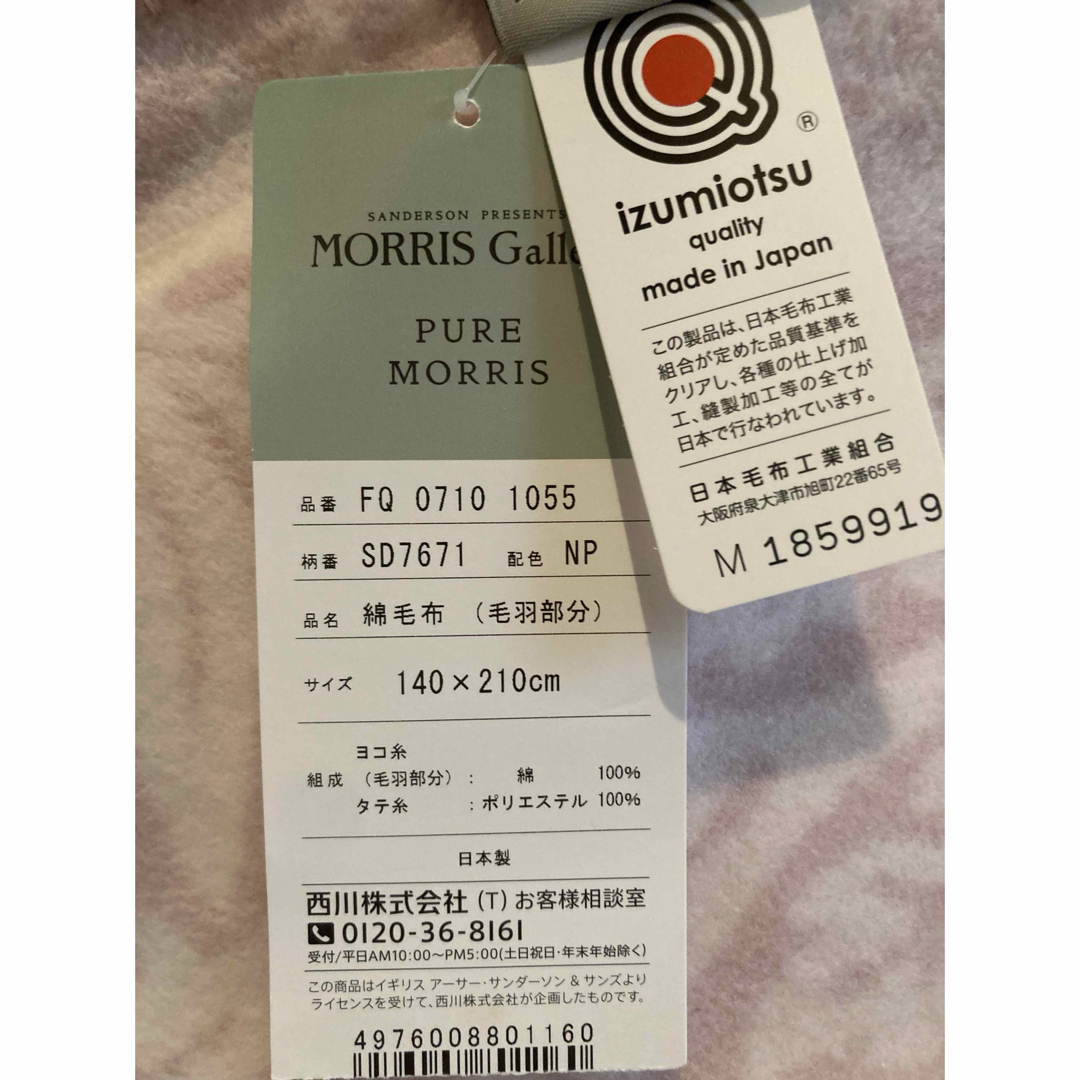 SANDERSON PRESENTS
MORRIS
PURE
MORRIS
品番 FQ 0710 1055
柄番 SD7671 配色 NP
品名 綿毛布 （毛羽部分）
サイズ 140×210cm
ヨコ糸
組成 （毛羽部分） : 綿 100%
タテ糸 : ポリエステル 100%
日本製
西川株式会社 (T) お客様相談室
0120-36-8161
受付/平日AM10:00〜PM5:00(土日祝日・年末年始除く)
この商品はイギリス アーサー・サンダーソン & サンズより
ライセンスを受けて、西川株式会社が企画したものです。
4976008801160
®
izumiotsu
quality
made in Japan
この製品は、日本毛布工業
組合が定めた品質基準を
クリアし、各種の仕上げ加
工、縫製加工等の全てが
日本で行なわれています。
日本毛布工業組合
大阪府泉大津市旭町22番65号
M 1859919